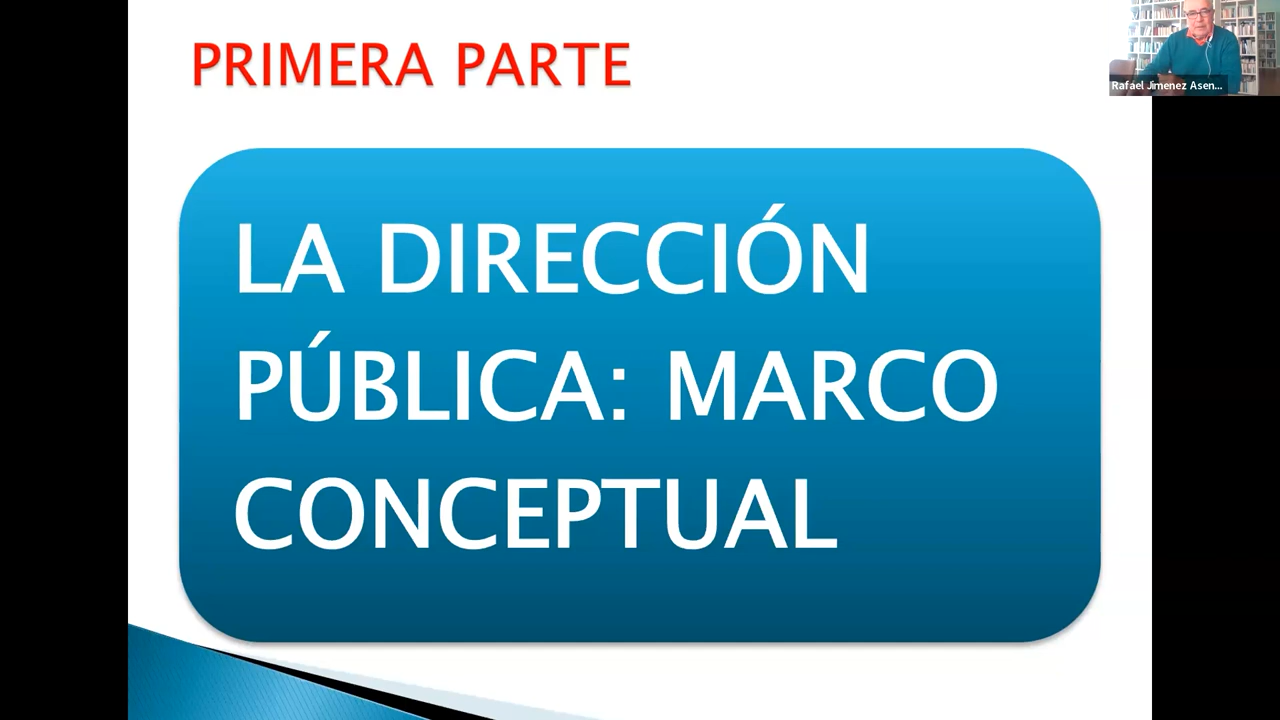 PRIMERA PARTE
Rafael Jimenez Asen...
LA DIRECCIÓN
PÚBLICA: MARCO
CONCEPTUAL